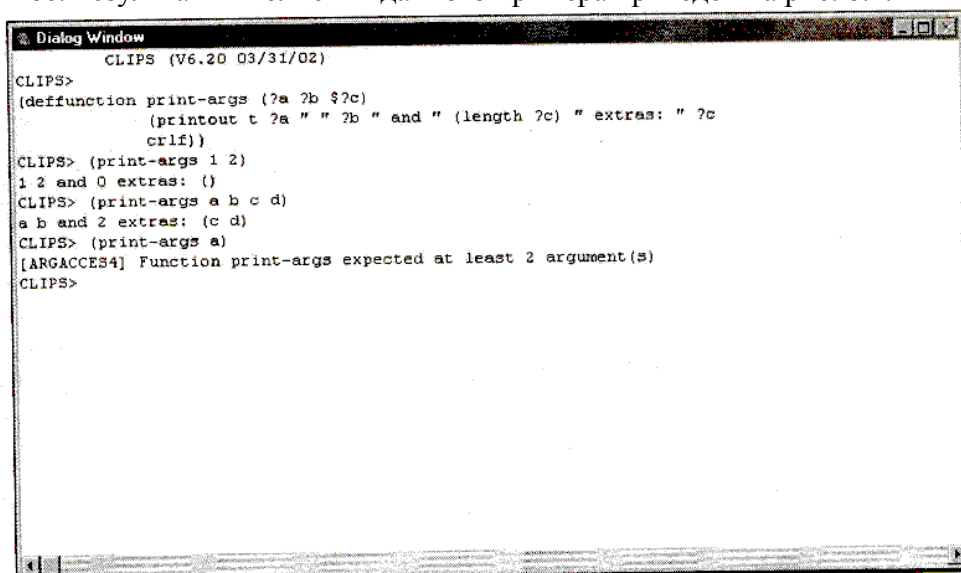 Dialog Window
CLIPS (V6.20 03/31/02)
CLIPS>
(deffunction print-args (?a ?b $?c)
(printout t ?a " " ?b " and " (length ?c) " extras: " ?c
crlf))
CLIPS> (print-args 1 2)
1 2 and 0 extras: ()
CLIPS> (print-args a b c d)
a b and 2 extras: (c d)
CLIPS> (print-args a)
[ARGACCES4] Function print-args expected at least 2 argument(s)
CLIPS>